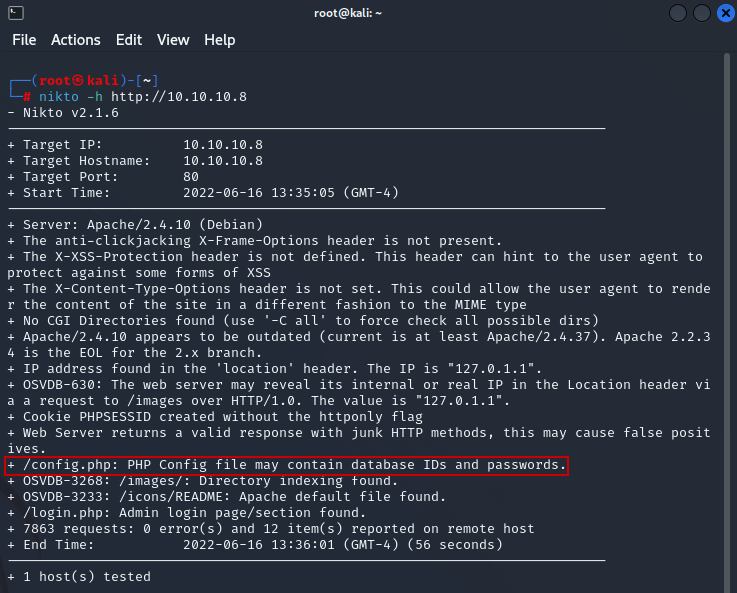 root@kali: ~
File Actions Edit View Help
┌──(root㉿kali)-[~]
└─# nikto -h http://10.10.10.8
- Nikto v2.1.6
+ Target IP: 10.10.10.8
+ Target Hostname: 10.10.10.8
+ Target Port: 80
+ Start Time: 2022-06-16 13:35:05 (GMT-4)
+ Server: Apache/2.4.10 (Debian)
+ The anti-clickjacking X-Frame-Options header is not present.
+ The X-XSS-Protection header is not defined. This header can hint to the user agent to
protect against some forms of XSS
+ The X-Content-Type-Options header is not set. This could allow the user agent to rende
r the content of the site in a different fashion to the MIME type
+ No CGI Directories found (use '-C all' to force check all possible dirs)
+ Apache/2.4.10 appears to be outdated (current is at least Apache/2.4.37). Apache 2.2.3
4 is the EOL for the 2.x branch.
+ IP address found in the 'location' header. The IP is "127.0.1.1".
+ OSVDB-630: The web server may reveal its internal or real IP in the Location header vi
a a request to /images over HTTP/1.0. The value is "127.0.1.1".
+ Cookie PHPSESSID created without the httponly flag
+ Web Server returns a valid response with junk HTTP methods, this may cause false posit
ives.
+ /config.php: PHP Config file may contain database IDs and passwords.
+ OSVDB-3268: /images/: Directory indexing found.
+ OSVDB-3233: /icons/README: Apache default file found.
+ /login.php: Admin login page/section found.
+ 7863 requests: 0 error(s) and 12 item(s) reported on remote host
+ End Time: 2022-06-16 13:36:01 (GMT-4) (56 seconds)
+ 1 host(s) tested